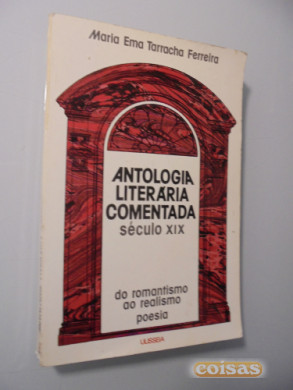 Maria Ema Tarracha Ferreira
ANTOLOGIA
LITERÁRIA
COMENTADA
século XIX
do romantismo
ao realismo
poesia
ULISSEIA
coisas